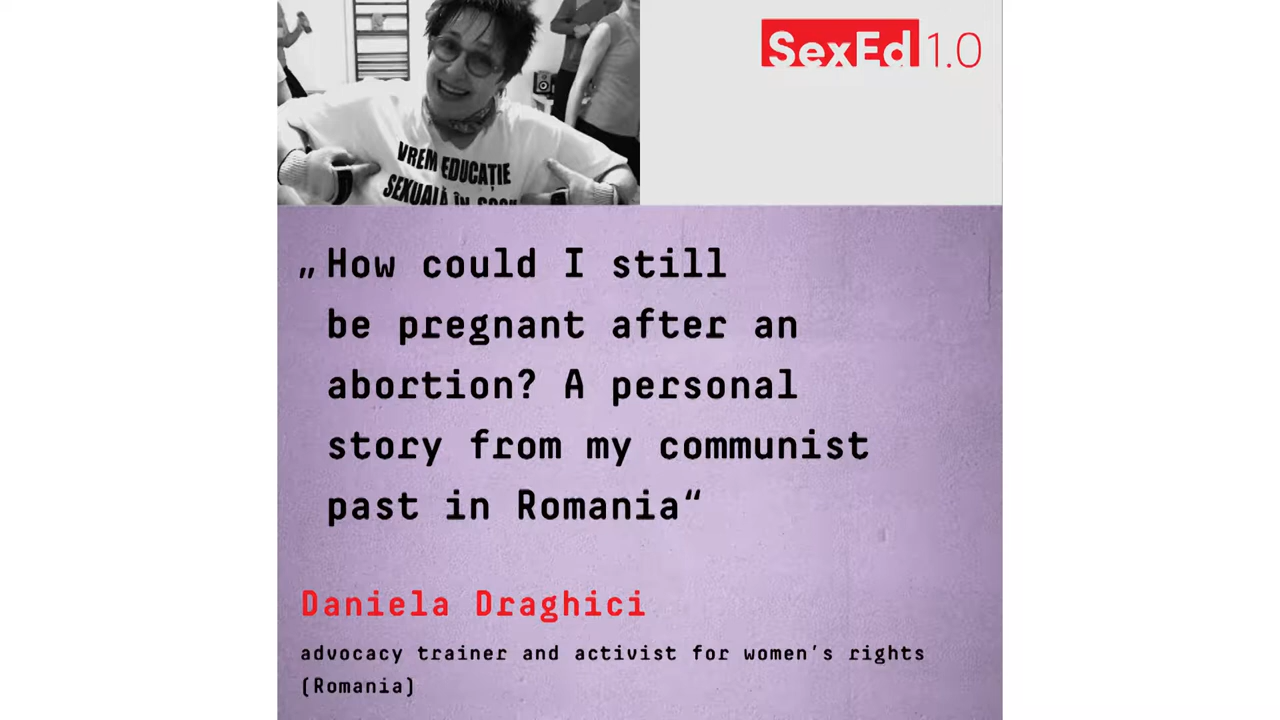 SexEd 1.0
VREM EDUCAȚIE
SEXUALĂ ÎN
„How could I still
be pregnant after an
abortion? A personal
story from my communist
past in Romania“
Daniela Draghici
advocacy trainer and activist for women’s rights
(Romania)